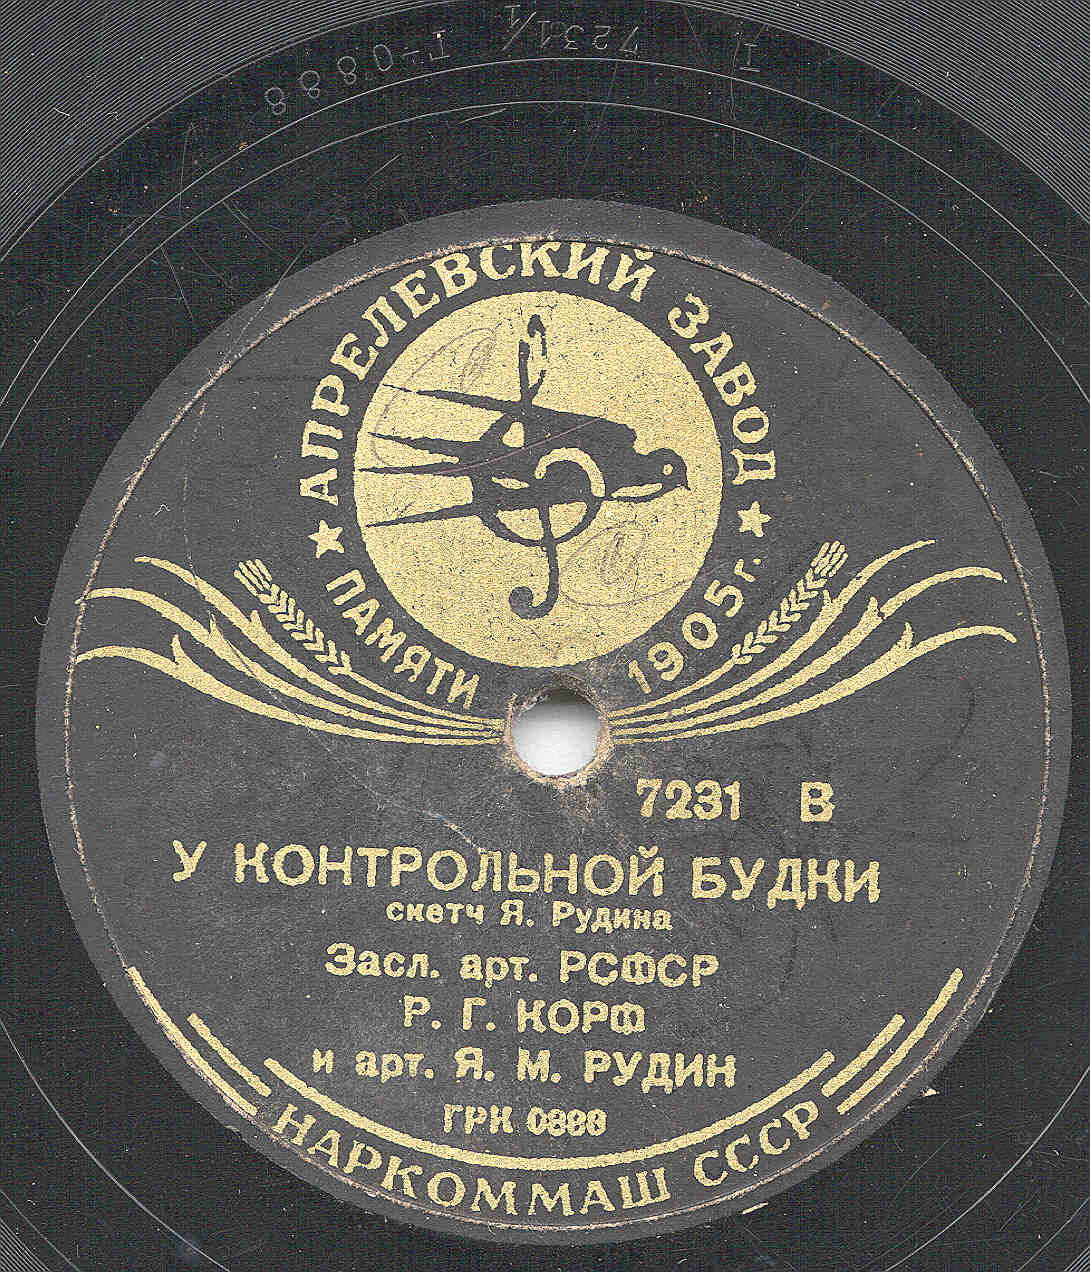 Г-0888 7231/1 I
АПРЕЛЕВСКИЙ ЗАВОД
ПАМЯТИ 1905 г.
7231 В
У КОНТРОЛЬНОЙ БУДКИ
скетч Я. Рудина
Засл. арт. РСФСР
Р. Г. КОРФ
и арт. Я. М. РУДИН
ГРК 0888
НАРКОММАШ СССР